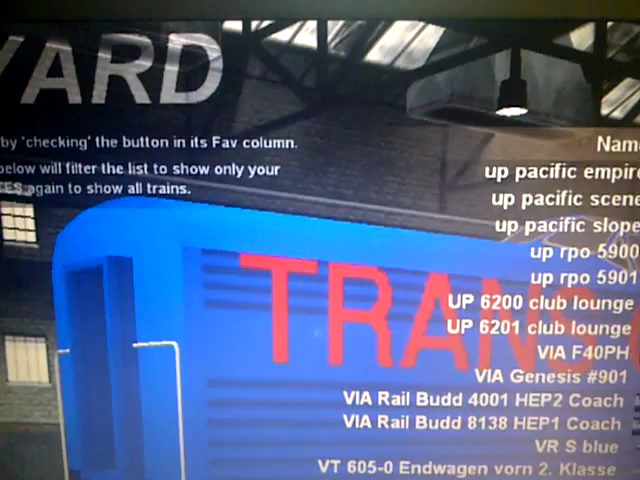 YARD
by 'checking' the button in its Fav column.
below will filter the list to show only your
again to show all trains.
TRANS
Name
up pacific empire
up pacific scene
up pacific slope
up rpo 5900
up rpo 5901
UP 6200 club lounge
UP 6201 club lounge
VIA F40PH
VIA Genesis #901
VIA Rail Budd 4001 HEP2 Coach
VIA Rail Budd 8138 HEP1 Coach
VR S blue
VT 605-0 Endwagen vorn 2. Klasse